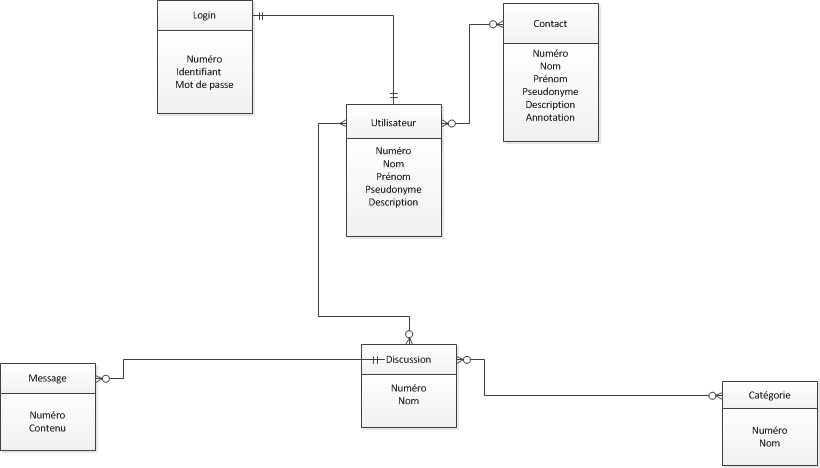 Login
Numéro
Identifiant
Mot de passe
Contact
Numéro
Nom
Prénom
Pseudonyme
Description
Annotation
Utilisateur
Numéro
Nom
Prénom
Pseudonyme
Description
Discussion
Numéro
Nom
Message
Numéro
Contenu
Catégorie
Numéro
Nom